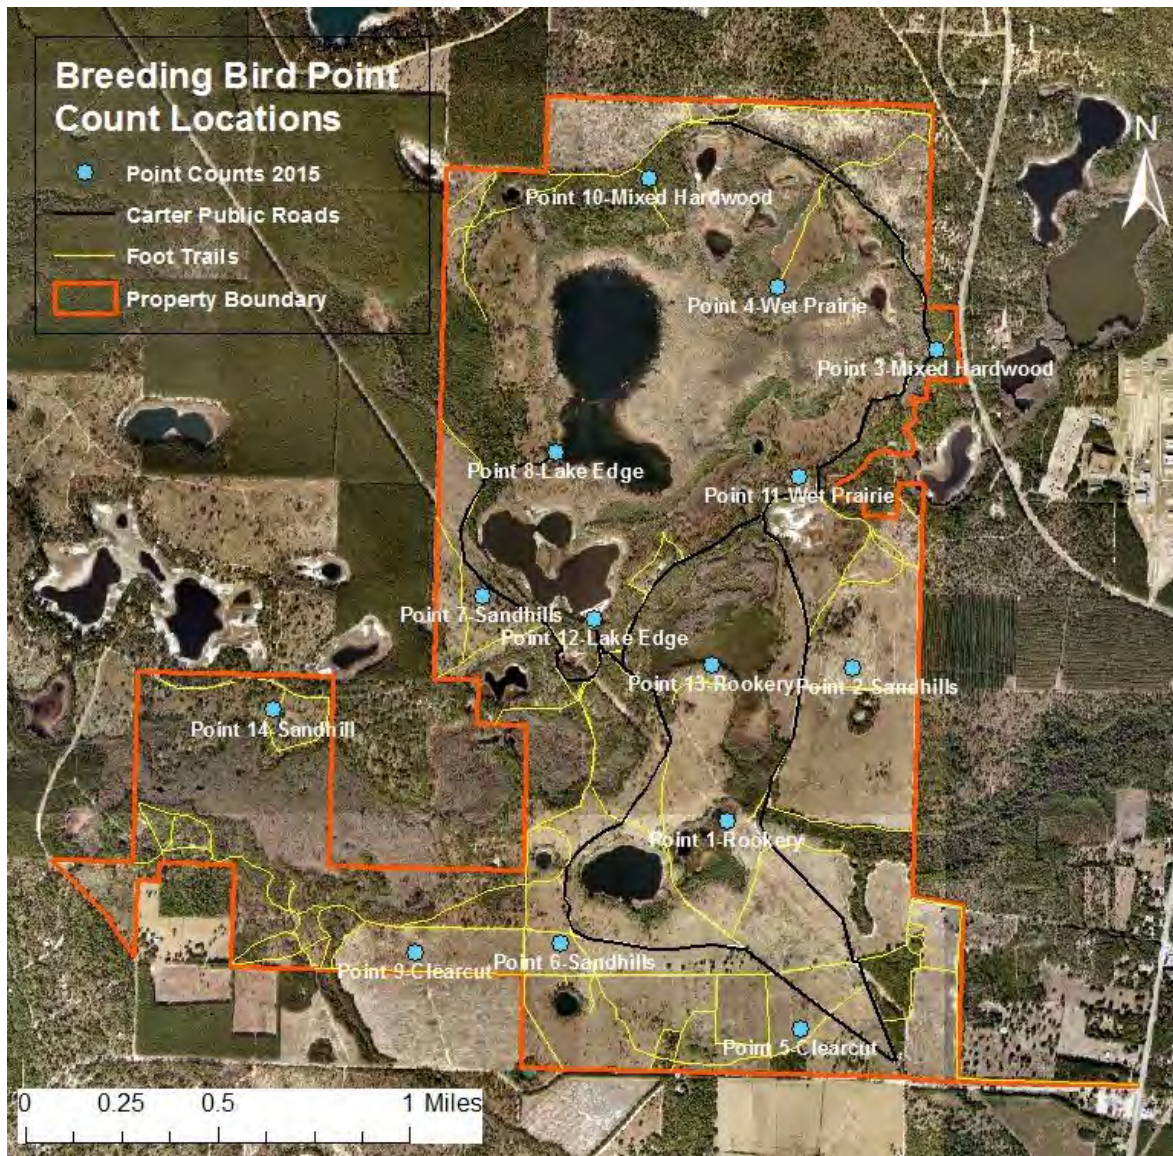 Breeding Bird Point
Count Locations
Point Counts 2015
Carter Public Roads
Foot Trails
Property Boundary
N
Point 10-Mixed Hardwood
Point 4-Wet Prairie
Point 3-Mixed Hardwood
Point 8-Lake Edge
Point 11-Wet Prairie
Point 7-Sandhills
Point 12-Lake Edge
Point 13-Rookery
Point 2-Sandhills
Point 14-Sandhill
Point 1-Rookery
Point 9-Clearcut
Point 6-Sandhills
Point 5-Clearcut
0 0.25 0.5 1 Miles